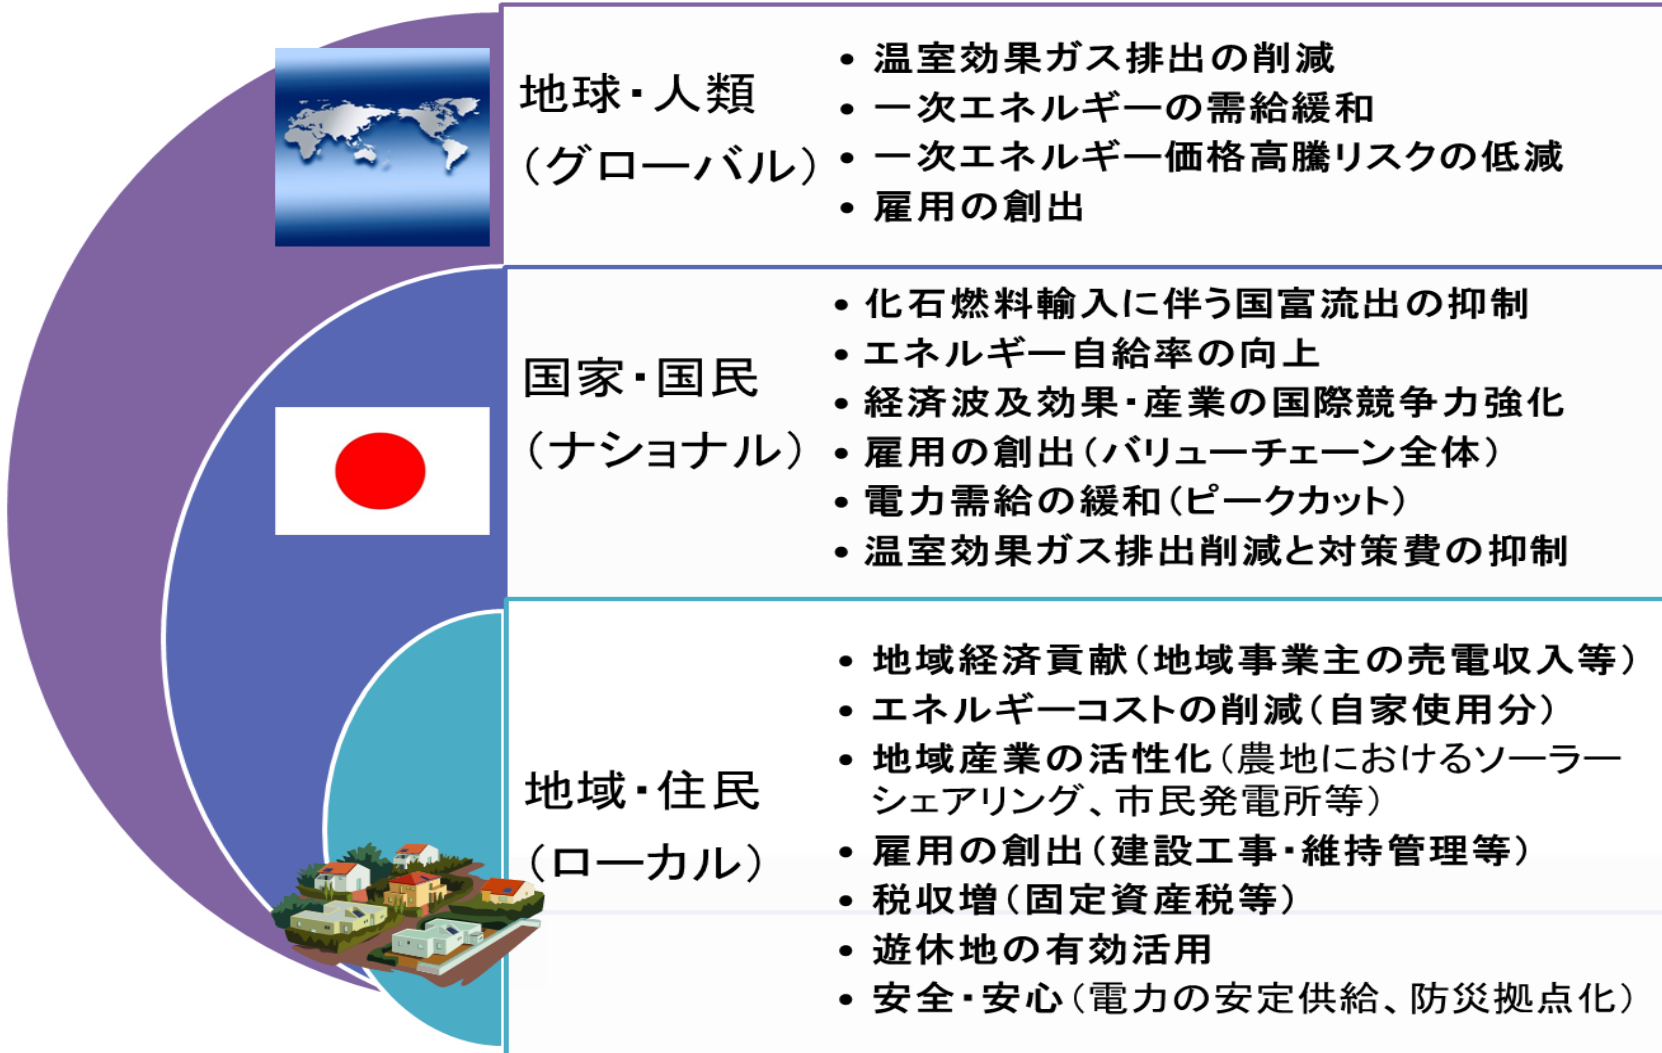 地球・人類
(グローバル)
• 温室効果ガス排出の削減
• 一次エネルギーの需給緩和
• 一次エネルギー価格高騰リスクの低減
• 雇用の創出
国家・国民
(ナショナル)
• 化石燃料輸入に伴う国富流出の抑制
• エネルギー自給率の向上
• 経済波及効果・産業の国際競争力強化
• 雇用の創出(バリューチェーン全体)
• 電力需給の緩和(ピークカット)
• 温室効果ガス排出削減と対策費の抑制
地域・住民
(ローカル)
• 地域経済貢献(地域事業主の売電収入等)
• エネルギーコストの削減(自家使用分)
• 地域産業の活性化(農地におけるソーラー
シェアリング、市民発電所等)
• 雇用の創出(建設工事・維持管理等)
• 税収増(固定資産税等)
• 遊休地の有効活用
• 安全・安心(電力の安定供給、防災拠点化)